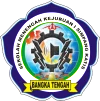 SEKOLAH MENENGAH KEJURUAN 1 SIMPANG KATIS
BANGKA TENGAH